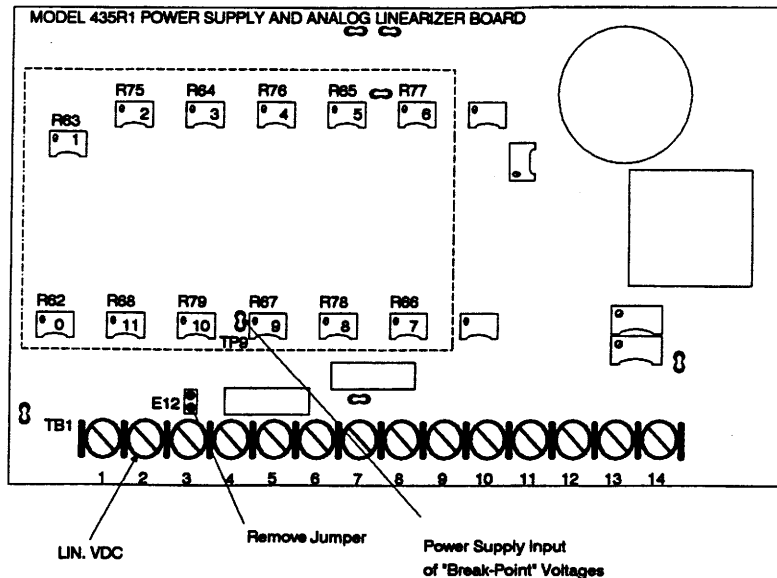 MODEL 435R1 POWER SUPPLY AND ANALOG LINEARIZER BOARD
R75 R64 R76 R65 R77
R63
2 3 4 5 6
1
R62 R68 R79 R67 R78 R66
0 11 10 9 8 7
TP9
E12
TB1
1 2 3 4 5 6 7 8 9 10 11 12 13 14
Remove Jumper
LIN. VDC
Power Supply Input
of "Break-Point" Voltages